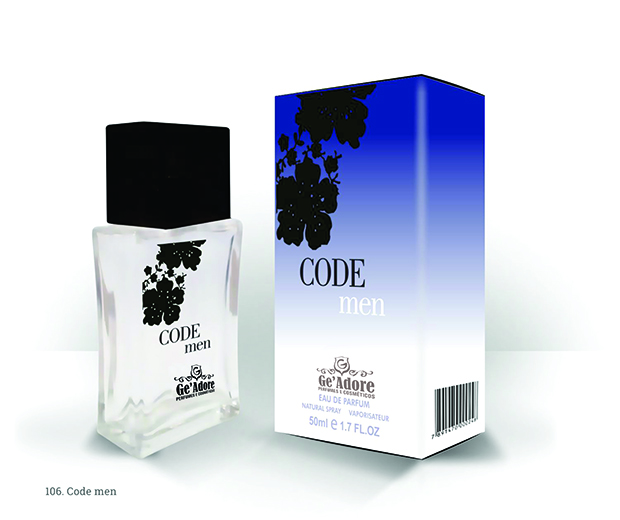 CODE
men
G
Ge'Adore
PERFUMES E COSMÉTICOS
CODE
men
G
Ge'Adore
PERFUMES E COSMÉTICOS
EAU DE PARFUM
NATURAL SPRAY VAPORISATEUR
50ml e 1.7 FL.OZ
106. Code men